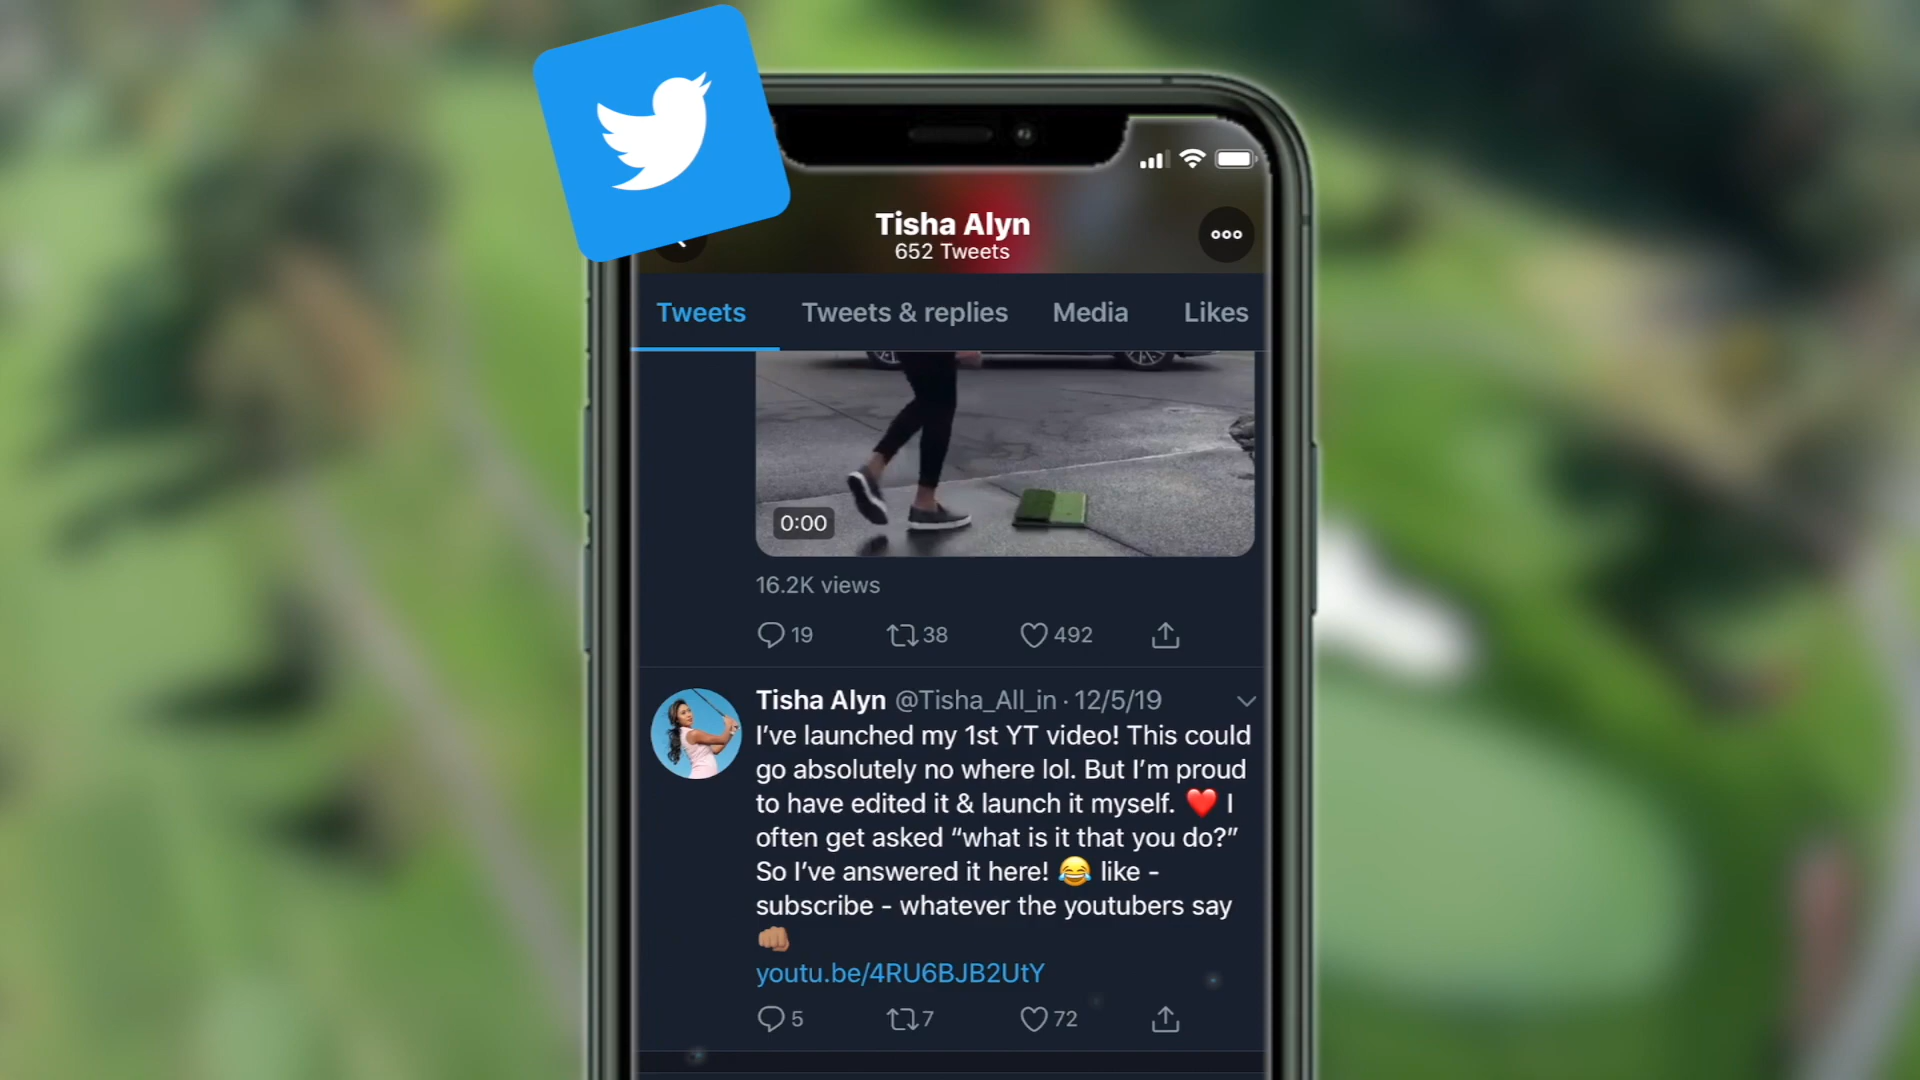 Tisha Alyn
652 Tweets
Tweets Tweets & replies Media Likes
0:00
16.2K views
19 38 492
Tisha Alyn @Tisha_All_in · 12/5/19
I’ve launched my 1st YT video! This could
go absolutely no where lol. But I’m proud
to have edited it & launch it myself. ❤️ I
often get asked “what is it that you do?”
So I’ve answered it here! 😂 like -
subscribe - whatever the youtubers say
👊🏽
youtu.be/4RU6BJB2UtY
5 7 72